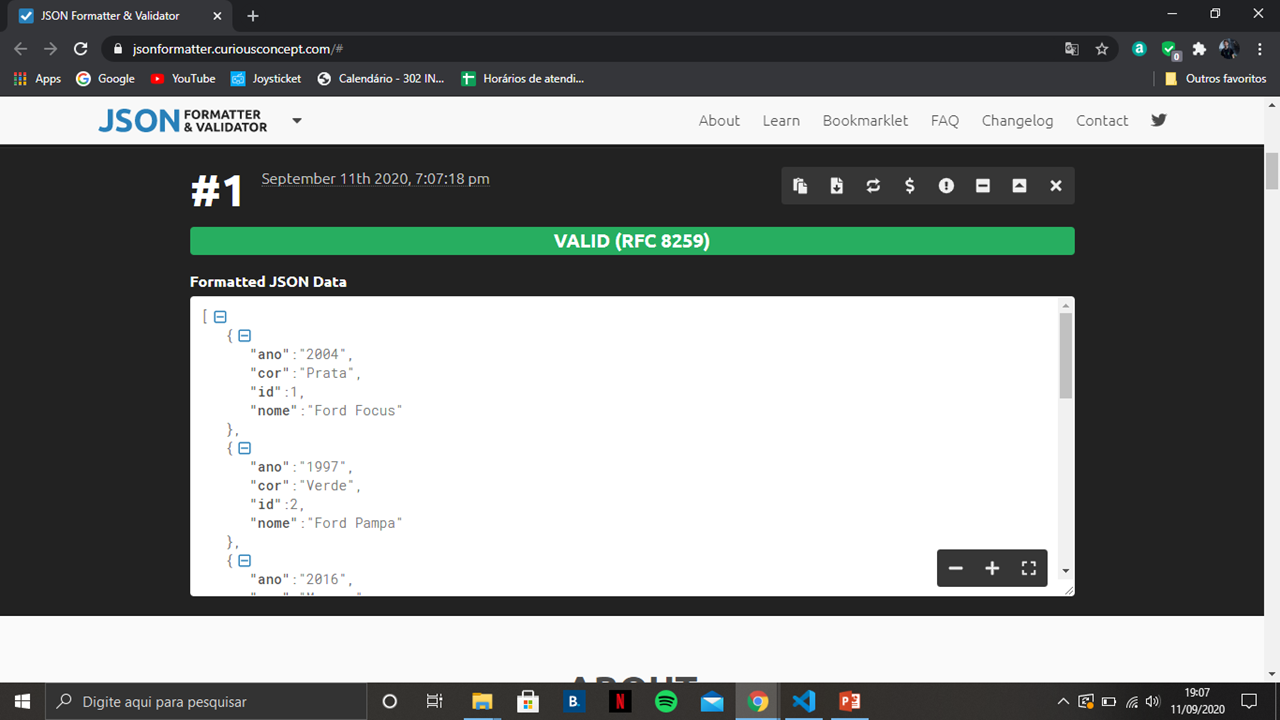 JSON Formatter & Validator
jsonformatter.curiousconcept.com/#
0
Apps
Google
YouTube
Joysticket
Calendário - 302 IN...
Horários de atendi...
Outros favoritos
JSON FORMATTER
& VALIDATOR
About
Learn
Bookmarklet
FAQ
Changelog
Contact
#1
September 11th 2020, 7:07:18 pm
VALID (RFC 8259)
Formatted JSON Data
[
{
"ano":"2004",
"cor":"Prata",
"id":1,
"nome":"Ford Focus"
},
{
"ano":"1997",
"cor":"Verde",
"id":2,
"nome":"Ford Pampa"
},
{
"ano":"2016",
ABOUT
Digite aqui para pesquisar
B.
N
19:07
11/09/2020